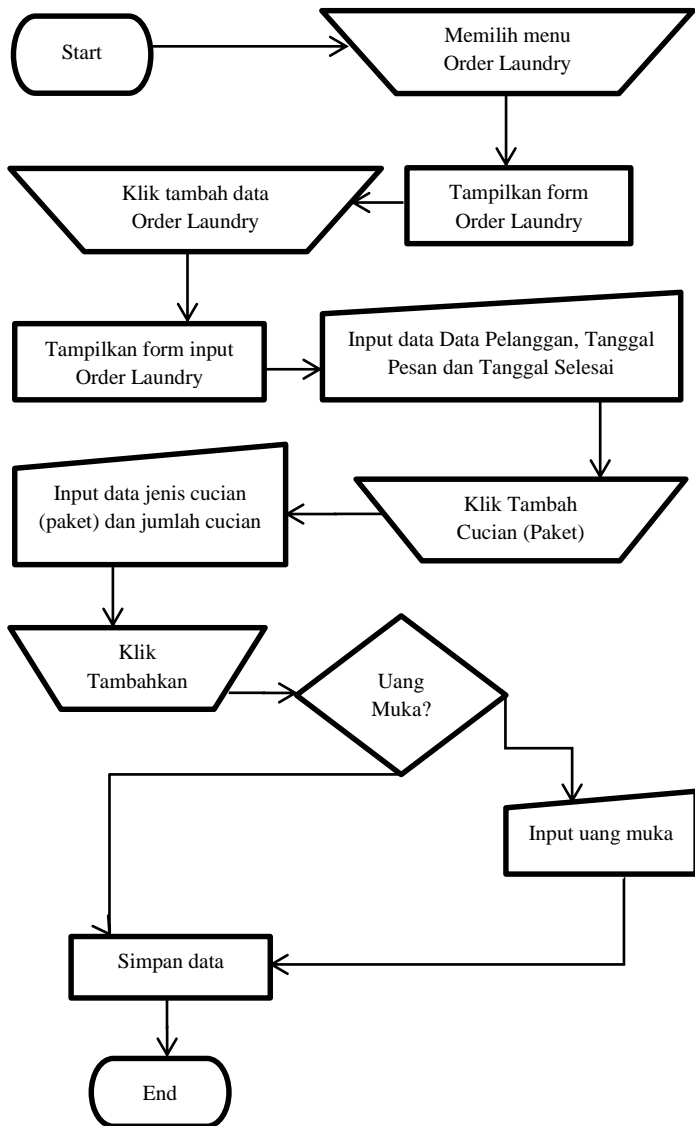 Start
Memilih menu
Order Laundry
Tampilkan form
Order Laundry
Klik tambah data
Order Laundry
Tampilkan form input
Order Laundry
Input data Data Pelanggan, Tanggal
Pesan dan Tanggal Selesai
Klik Tambah
Cucian (Paket)
Input data jenis cucian
(paket) dan jumlah cucian
Klik
Tambahkan
Uang
Muka?
Input uang muka
Simpan data
End